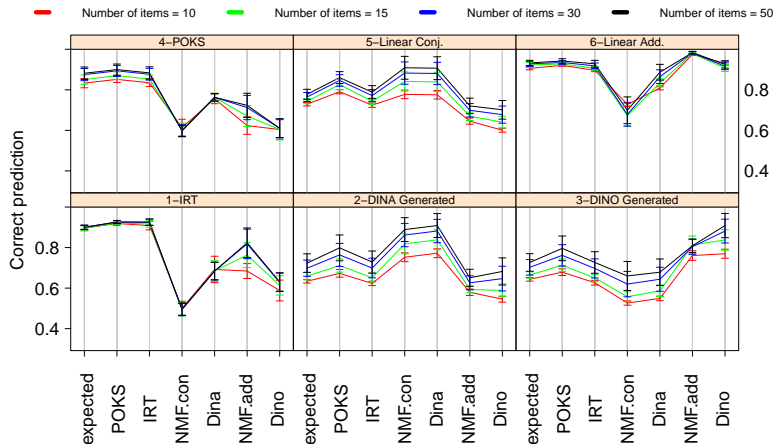 Number of items = 10 Number of items = 15 Number of items = 30 Number of items = 50
4−POKS 5−Linear Conj. 6−Linear Add.
0.8
0.6
0.4
1−IRT 2−DINA Generated 3−DINO Generated
Correct prediction
0.8
0.6
0.4
expected POKS IRT NMF.con Dina NMF.add Dino expected POKS IRT NMF.con Dina NMF.add Dino expected POKS IRT NMF.con Dina NMF.add Dino